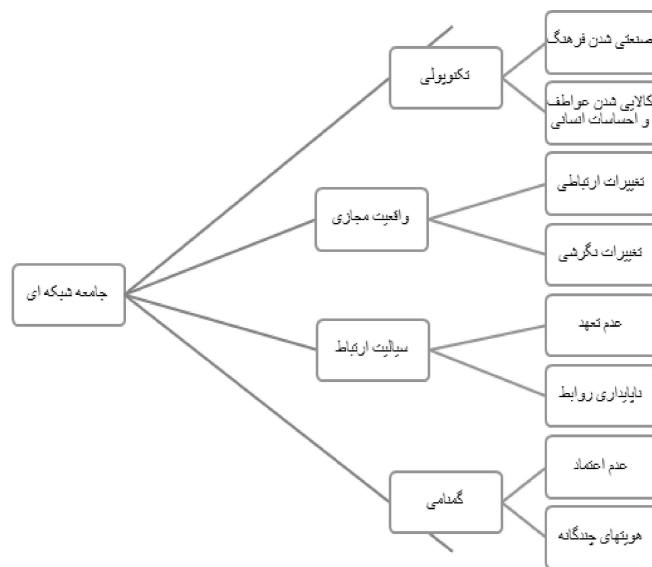 صنعتی شدن فرهنگ
تکنوپولی
کالایی شدن عواطف
و احساسات انسانی
تغییرات ارتباطی
واقعیت مجازی
تغییرات نگرشی
جامعه شبکه ای
عدم تعهد
سیالیت ارتباط
ناپایداری روابط
عدم اعتماد
گمنامی
هویتهای چندگانه